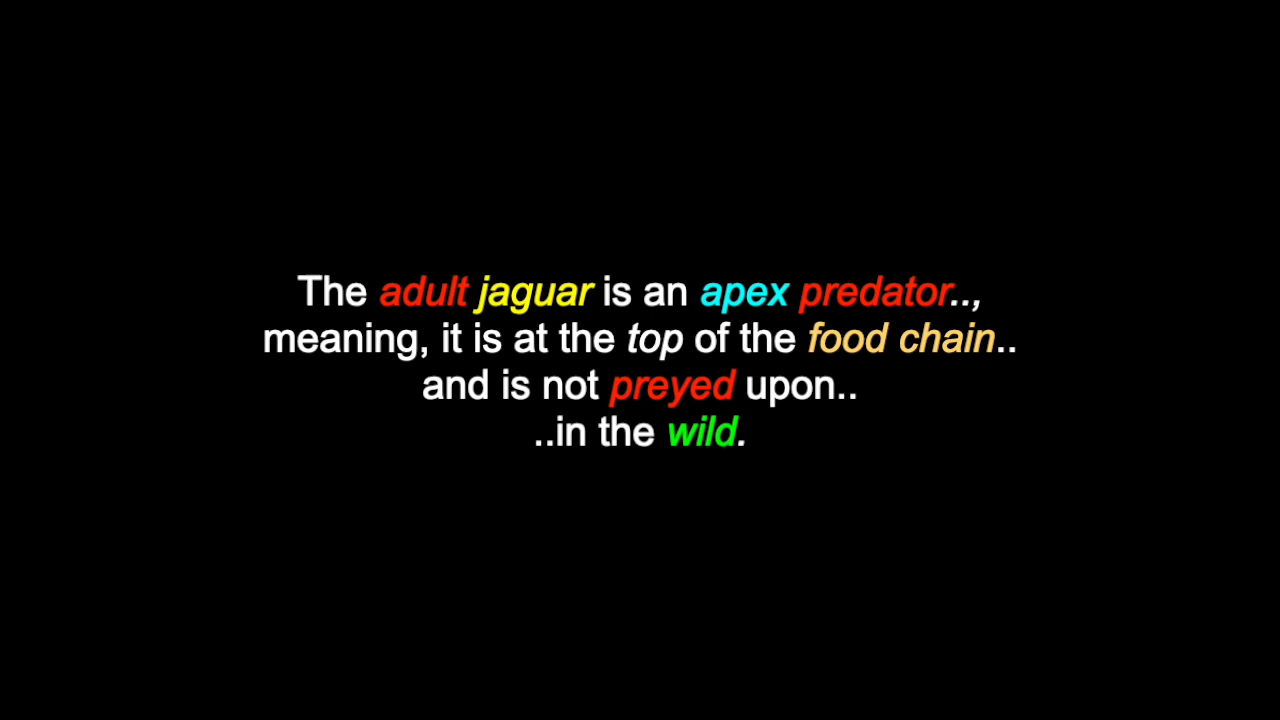 The adult jaguar is an apex predator..,
meaning, it is at the top of the food chain..
and is not preyed upon..
..in the wild.